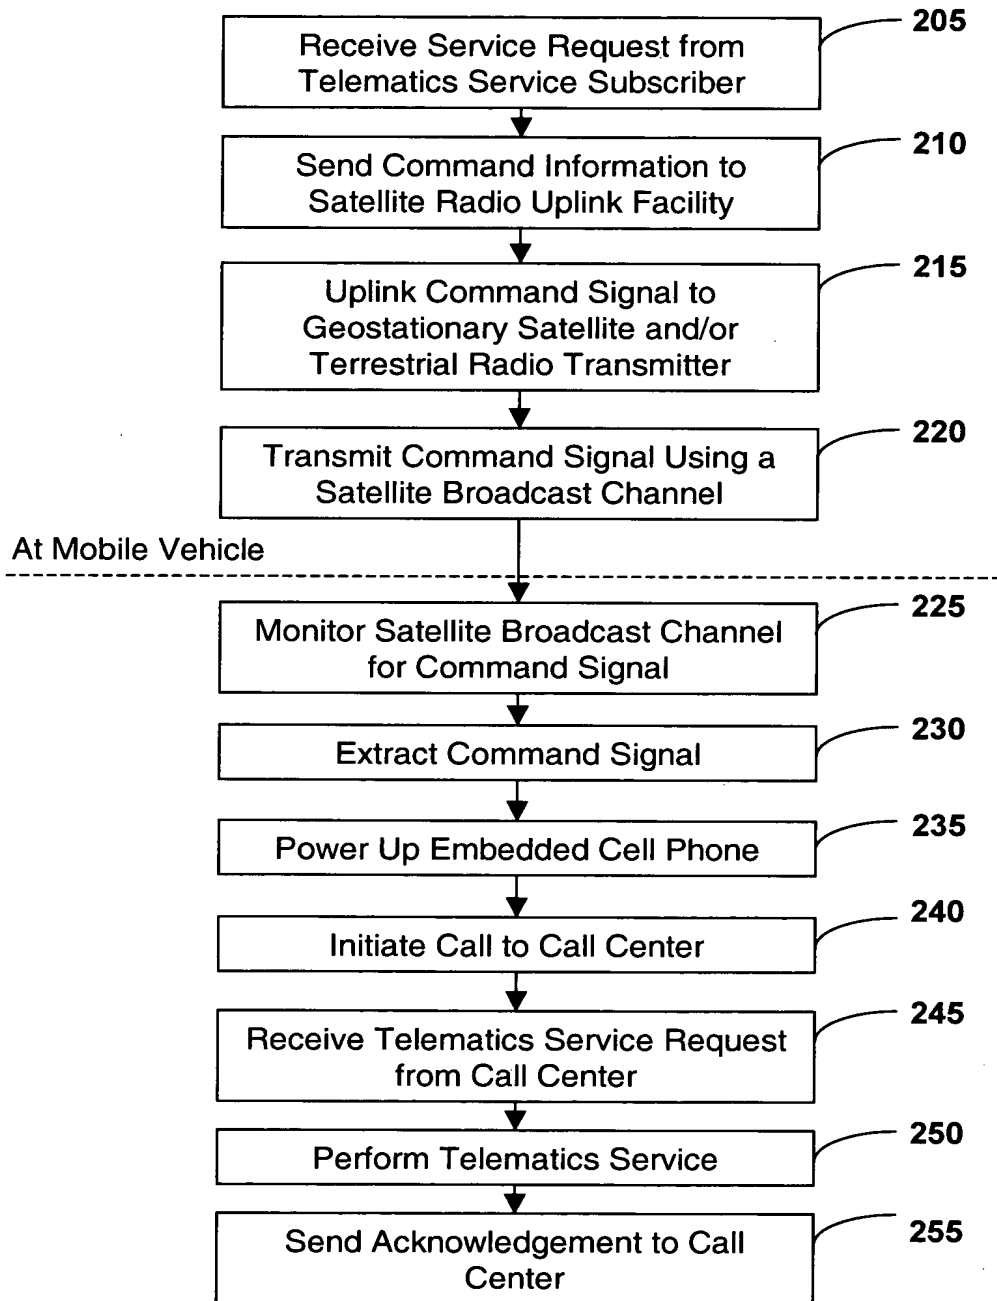 205
Receive Service Request from
Telematics Service Subscriber
210
Send Command Information to
Satellite Radio Uplink Facility
215
Uplink Command Signal to
Geostationary Satellite and/or
Terrestrial Radio Transmitter
220
Transmit Command Signal Using a
Satellite Broadcast Channel
At Mobile Vehicle
225
Monitor Satellite Broadcast Channel
for Command Signal
230
Extract Command Signal
235
Power Up Embedded Cell Phone
240
Initiate Call to Call Center
245
Receive Telematics Service Request
from Call Center
250
Perform Telematics Service
255
Send Acknowledgement to Call
Center